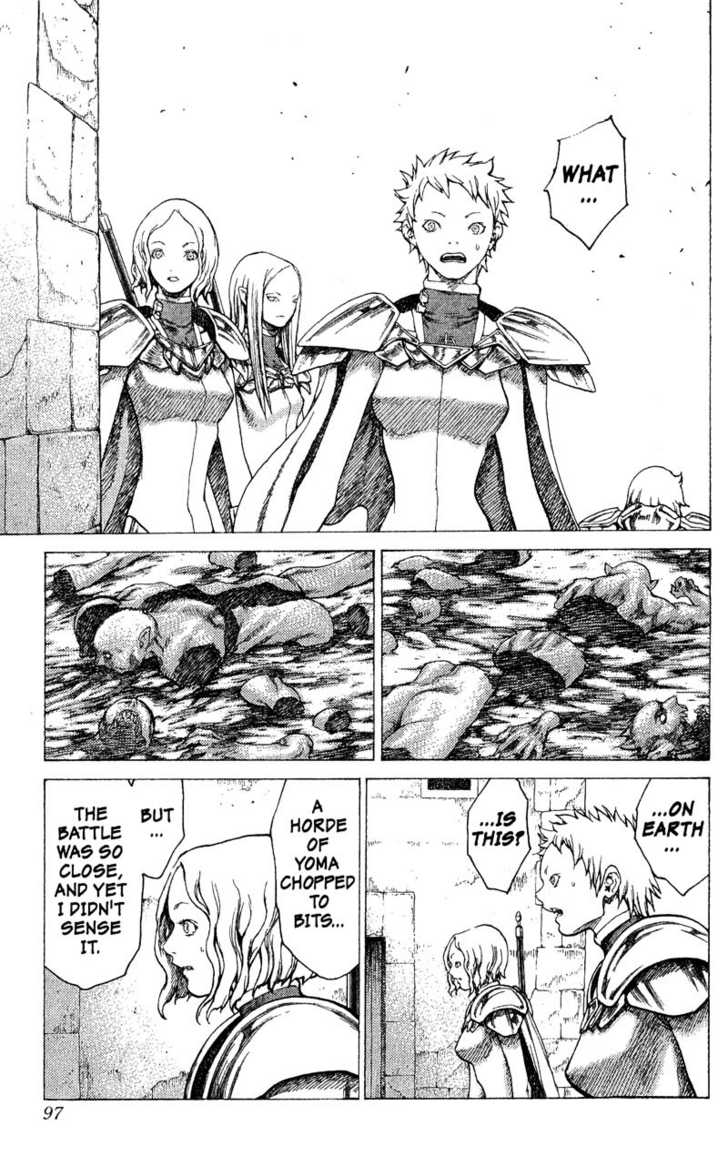 WHAT
...
...ON
EARTH
...
...IS
THIS?
A
HORDE
OF
YOMA
CHOPPED
TO
BITS...
BUT
...
THE
BATTLE
WAS SO
CLOSE,
AND YET
I DIDN'T
SENSE
IT.
97